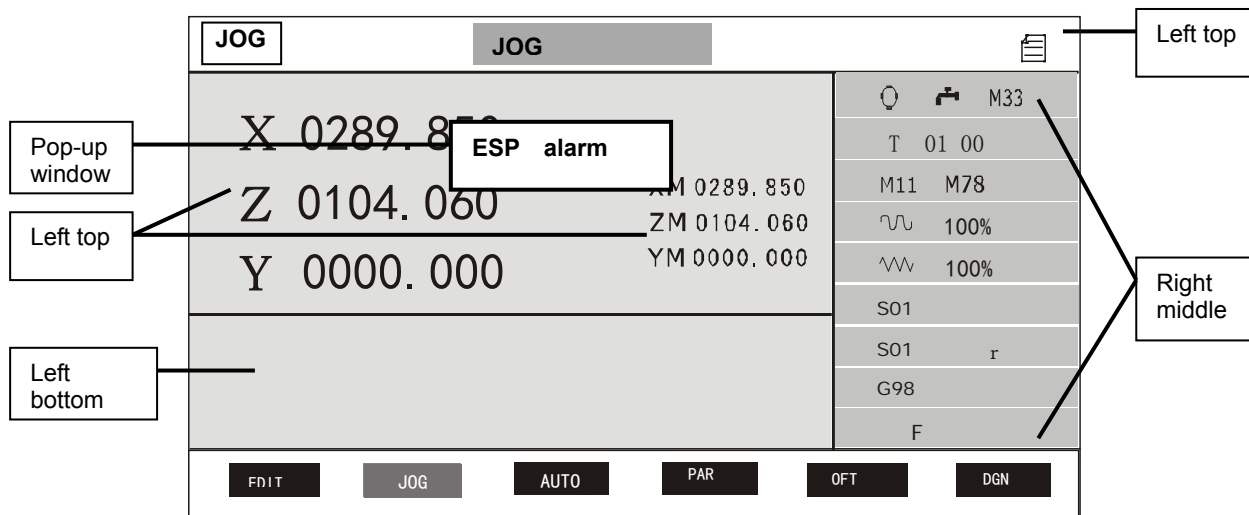 JOG
JOG
Left top
Pop-up
window
Left top
Left
bottom
X 0289.850
Z 0104.060
Y 0000.000
ESP alarm
XM 0289.850
ZM 0104.060
YM 0000.000
M33
T 01 00
M11 M78
100%
100%
S01
S01 r
G98
F
Right
middle
EDIT JOG AUTO PAR OFT DGN